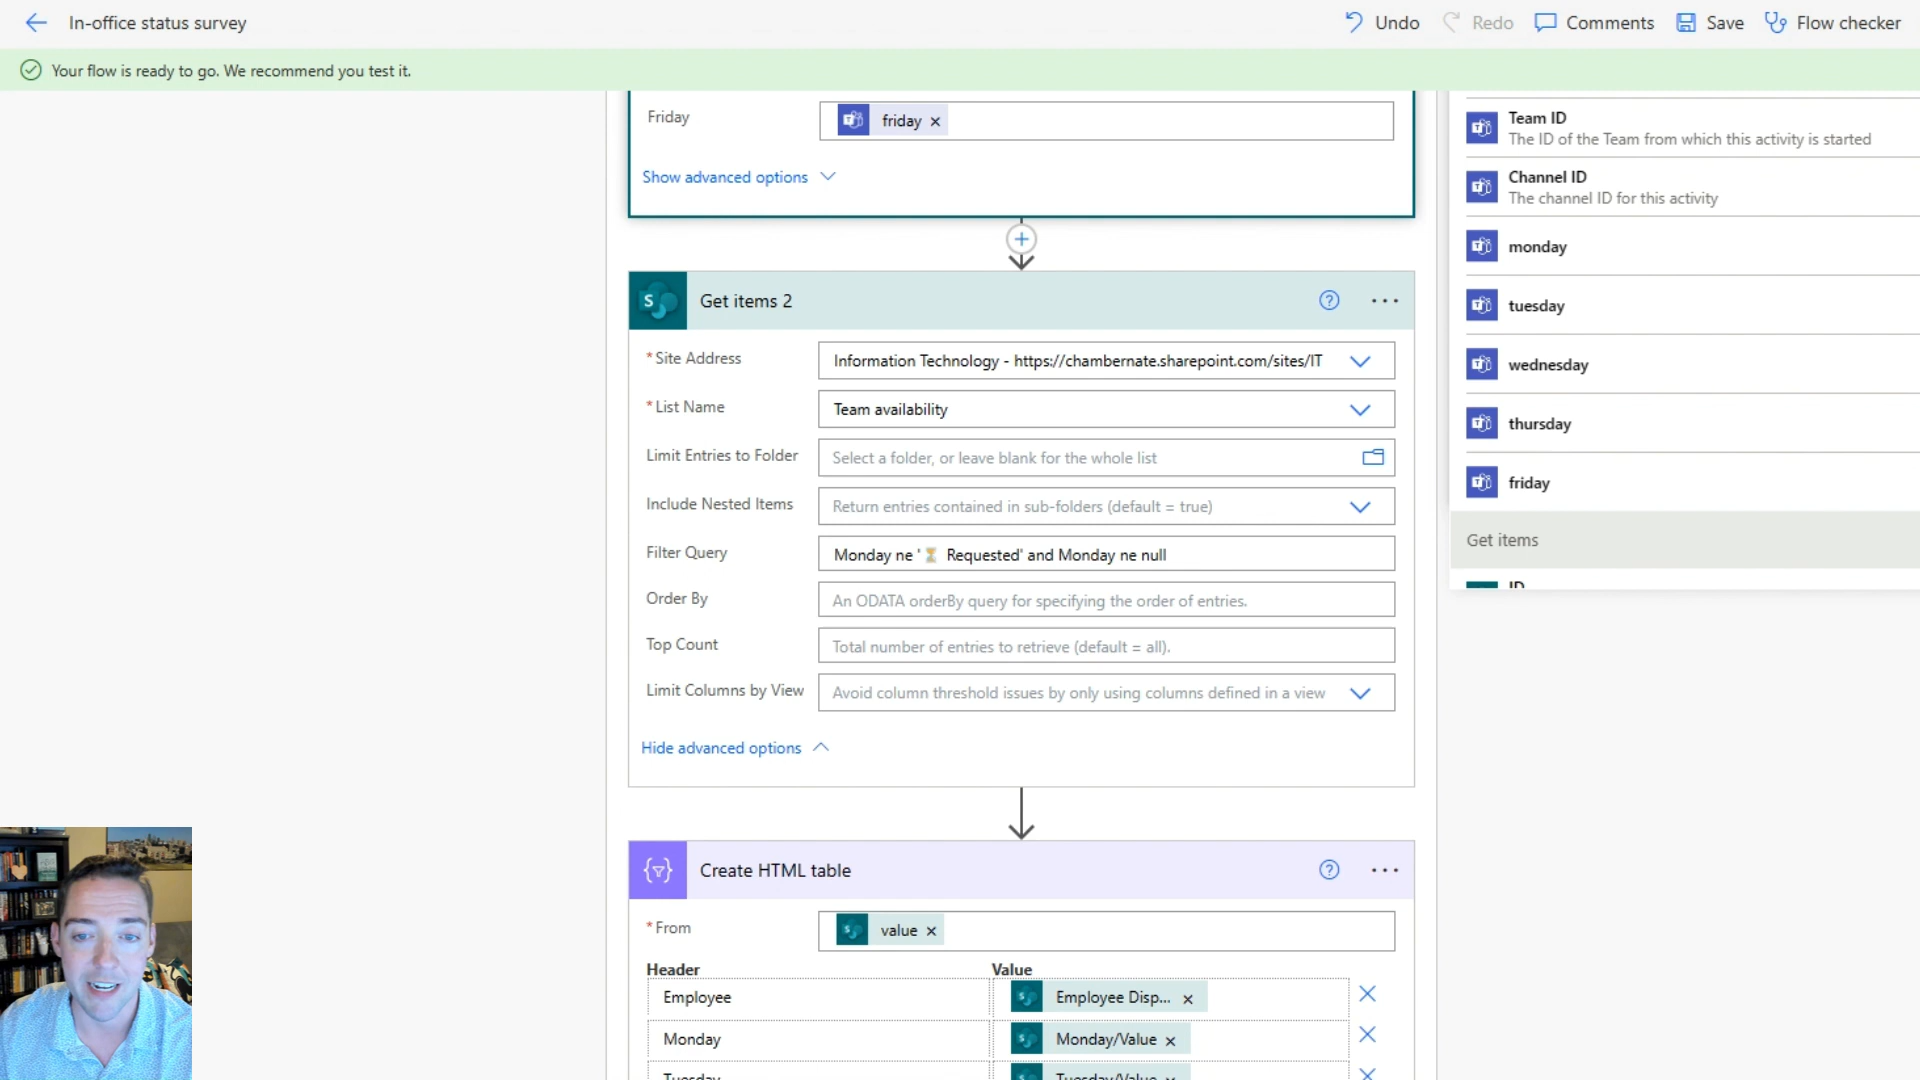 In-office status survey
Undo
Redo
Comments
Save
Flow checker
Your flow is ready to go. We recommend you test it.
Friday
friday ×
Show advanced options
Get items 2
* Site Address
Information Technology - https://chambernate.sharepoint.com/sites/IT
* List Name
Team availability
Limit Entries to Folder
Select a folder, or leave blank for the whole list
Include Nested Items
Return entries contained in sub-folders (default = true)
Filter Query
Monday ne '⏳ Requested' and Monday ne null
Order By
An ODATA orderBy query for specifying the order of entries.
Top Count
Total number of entries to retrieve (default = all).
Limit Columns by View
Avoid column threshold issues by only using columns defined in a view
Hide advanced options
Create HTML table
* From
value ×
Header Value
Employee
Employee Disp... ×
Monday
Monday/Value ×
Tuesday
Tuesday/Value ×
Team ID
The ID of the Team from which this activity is started
Channel ID
The channel ID for this activity
monday
tuesday
wednesday
thursday
friday
Get items
ID